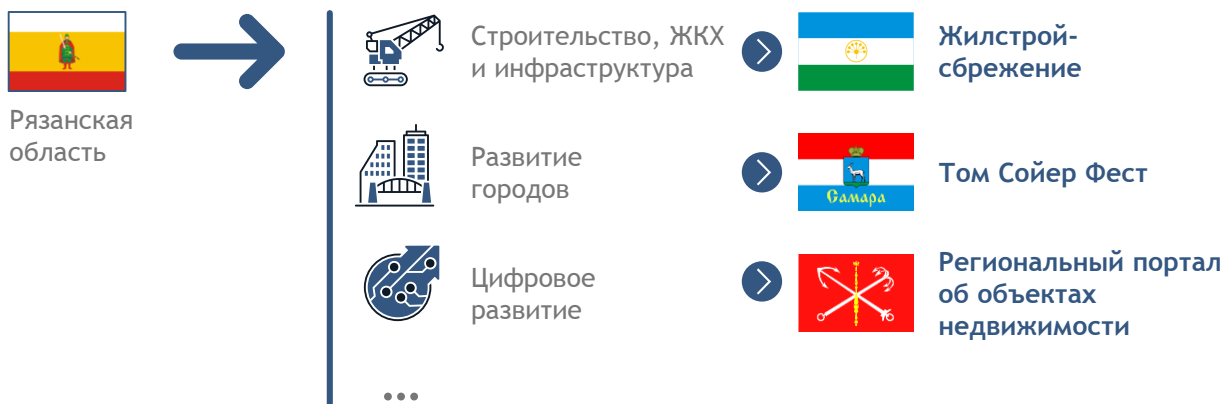 Рязанская
область
Строительство, ЖКХ
и инфраструктура
Жилстрой-
сбрежение
Развитие
городов
Самара
Том Сойер Фест
Цифровое
развитие
Региональный портал
об объектах
недвижимости
...